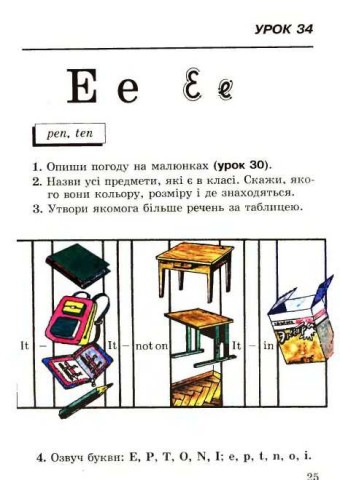 УРОК 34
E e E e
pen, ten
1. Опиши погоду на малюнках (урок 30).
2. Назви усі предмети, які є в класі. Скажи, яко-
го вони кольору, розміру і де знаходяться.
3. Утвори якомога більше речень за таблицею.
It – It – not on It – in
4. Озвуч букви: E, P, T, O, N, I; e, p, t, n, o, i.
25